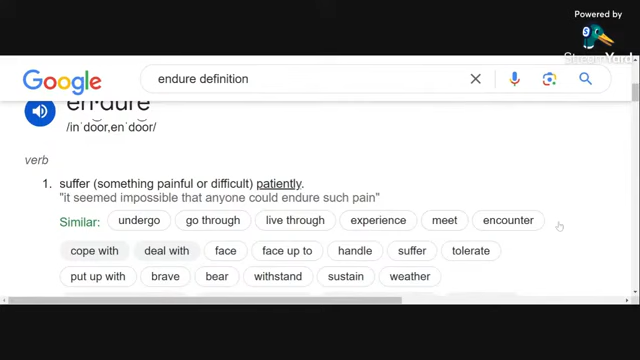 Powered by
StreamYard
Google
endure definition
en·dure
/inˈdo͝or,enˈdo͝or/
verb
1. suffer (something painful or difficult) patiently.
"it seemed impossible that anyone could endure such pain"
Similar: undergo go through live through experience meet encounter
cope with deal with face face up to handle suffer tolerate
put up with brave bear withstand sustain weather